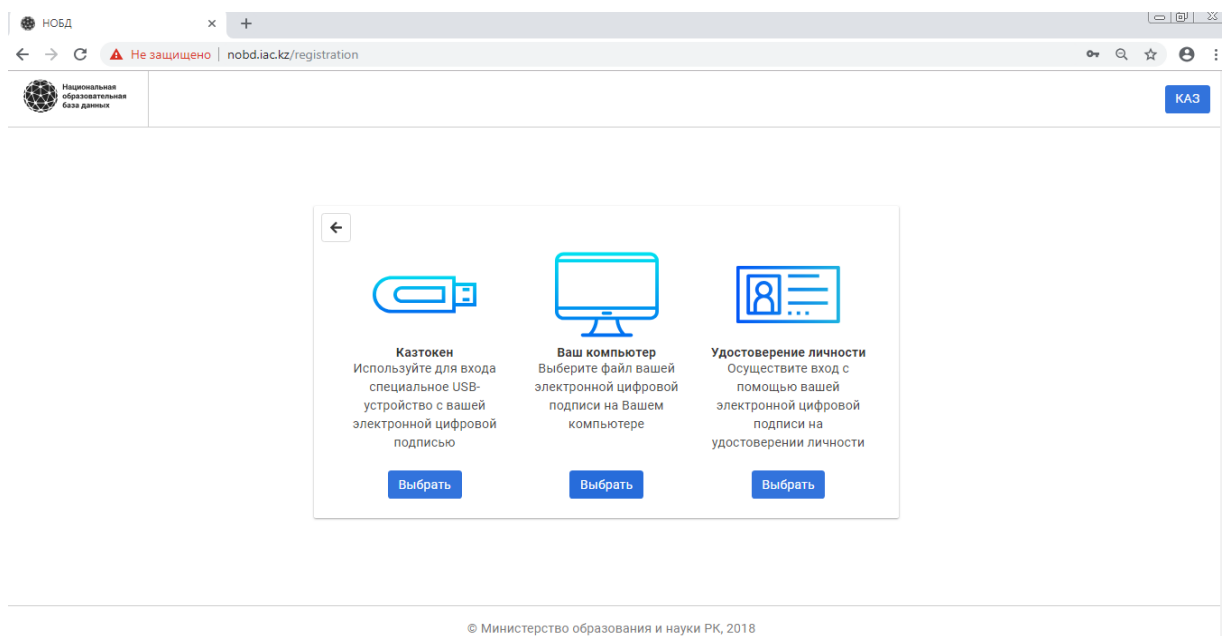 НОБД
Не защищено | nobd.iac.kz/registration
Национальная
образовательная
база данных
КАЗ
Казтокен
Используйте для входа
специальное USB-
устройство с вашей
электронной цифровой
подписью
Выбрать
Ваш компьютер
Выберите файл вашей
электронной цифровой
подписи на Вашем
компьютере
Выбрать
Удостоверение личности
Осуществите вход с
помощью вашей
электронной цифровой
подписи на
удостоверении личности
Выбрать
© Министерство образования и науки РК, 2018